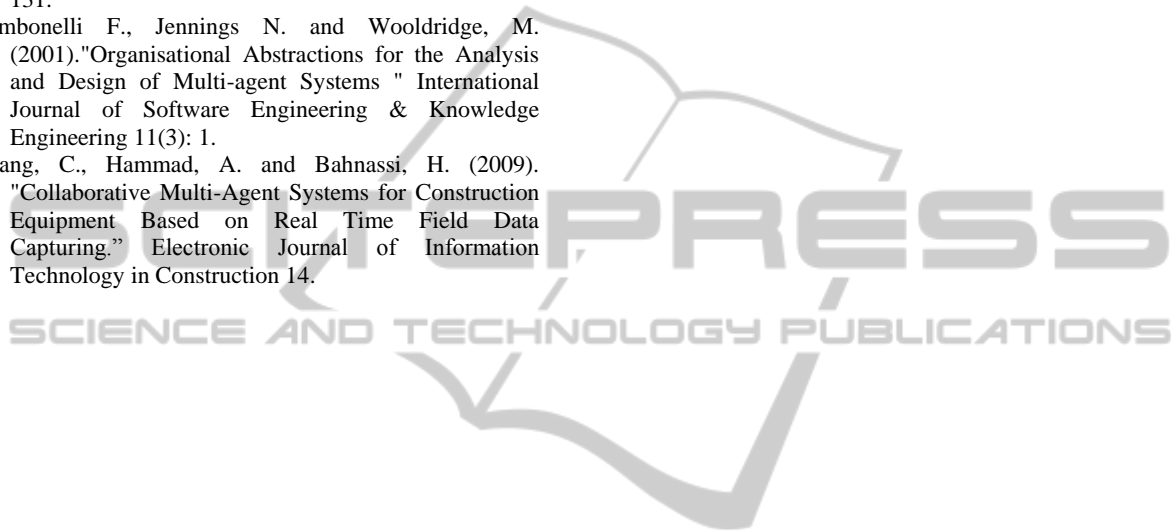 151.
mbonelli F., Jennings N. and Wooldridge, M.
(2001)."Organisational Abstractions for the Analysis
and Design of Multi-agent Systems " International
Journal of Software Engineering & Knowledge
Engineering 11(3): 1.
ang, C., Hammad, A. and Bahnassi, H. (2009).
"Collaborative Multi-Agent Systems for Construction
Equipment Based on Real Time Field Data
Capturing.” Electronic Journal of Information
Technology in Construction 14.
SCITEPRESS
SCIENCE AND TECHNOLOGY PUBLICATIONS